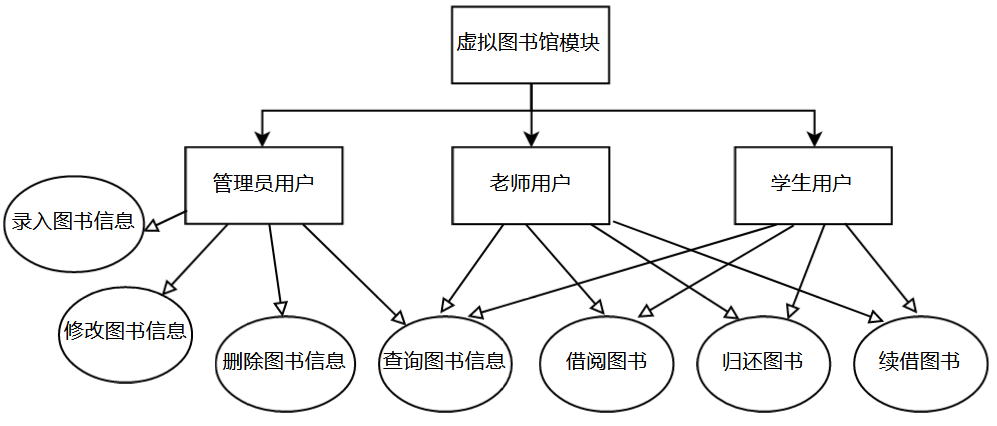 虚拟图书馆模块
管理员用户
老师用户
学生用户
录入图书信息
修改图书信息
删除图书信息
查询图书信息
借阅图书
归还图书
续借图书